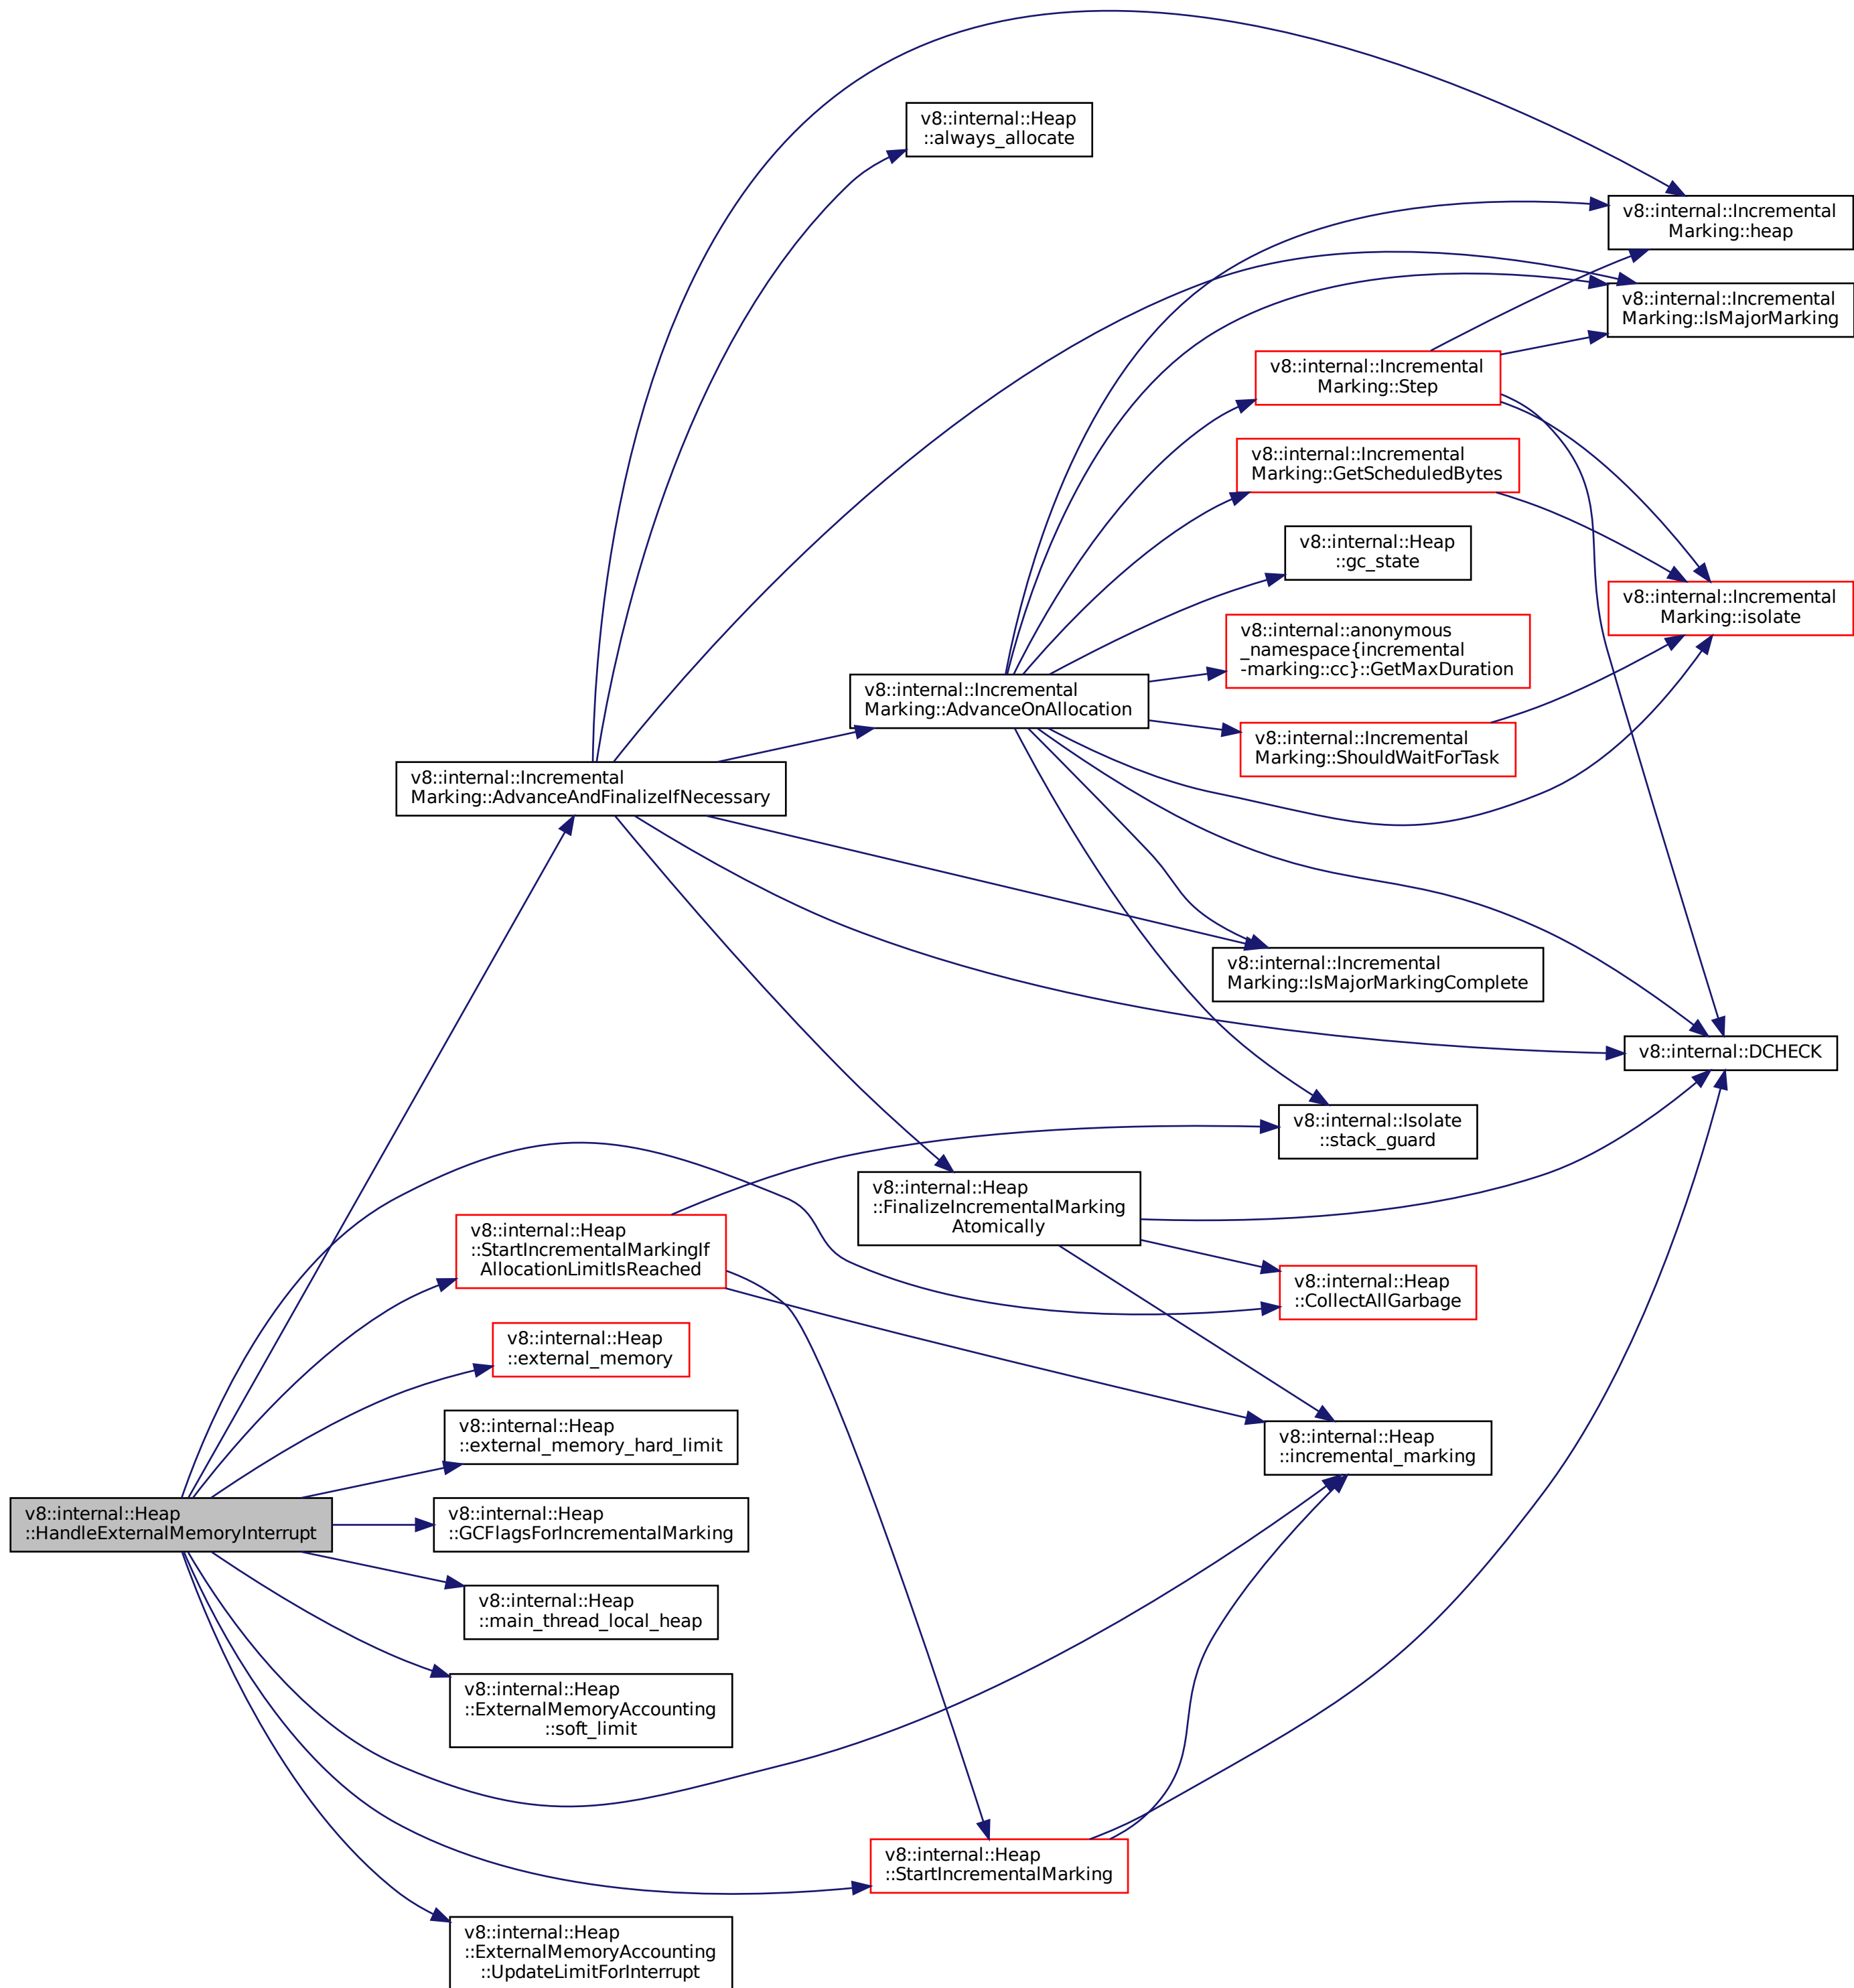 v8::internal::Heap
::always_allocate
v8::internal::Incremental
Marking::heap
v8::internal::Incremental
Marking::IsMajorMarking
v8::internal::Incremental
Marking::Step
v8::internal::Incremental
Marking::GetScheduledBytes
v8::internal::Heap
::gc_state
v8::internal::Incremental
Marking::isolate
v8::internal::anonymous
_namespace{incremental
-marking::cc}::GetMaxDuration
v8::internal::Incremental
Marking::AdvanceOnAllocation
v8::internal::Incremental
Marking::ShouldWaitForTask
v8::internal::Incremental
Marking::AdvanceAndFinalizeIfNecessary
v8::internal::Incremental
Marking::IsMajorMarkingComplete
v8::internal::DCHECK
v8::internal::Isolate
::stack_guard
v8::internal::Heap
::FinalizeIncrementalMarking
Atomically
v8::internal::Heap
::StartIncrementalMarkingIf
AllocationLimitIsReached
v8::internal::Heap
::CollectAllGarbage
v8::internal::Heap
::external_memory
v8::internal::Heap
::external_memory_hard_limit
v8::internal::Heap
::incremental_marking
v8::internal::Heap
::HandleExternalMemoryInterrupt
v8::internal::Heap
::GCFlagsForIncrementalMarking
v8::internal::Heap
::main_thread_local_heap
v8::internal::Heap
::ExternalMemoryAccounting
::soft_limit
v8::internal::Heap
::StartIncrementalMarking
v8::internal::Heap
::ExternalMemoryAccounting
::UpdateLimitForInterrupt